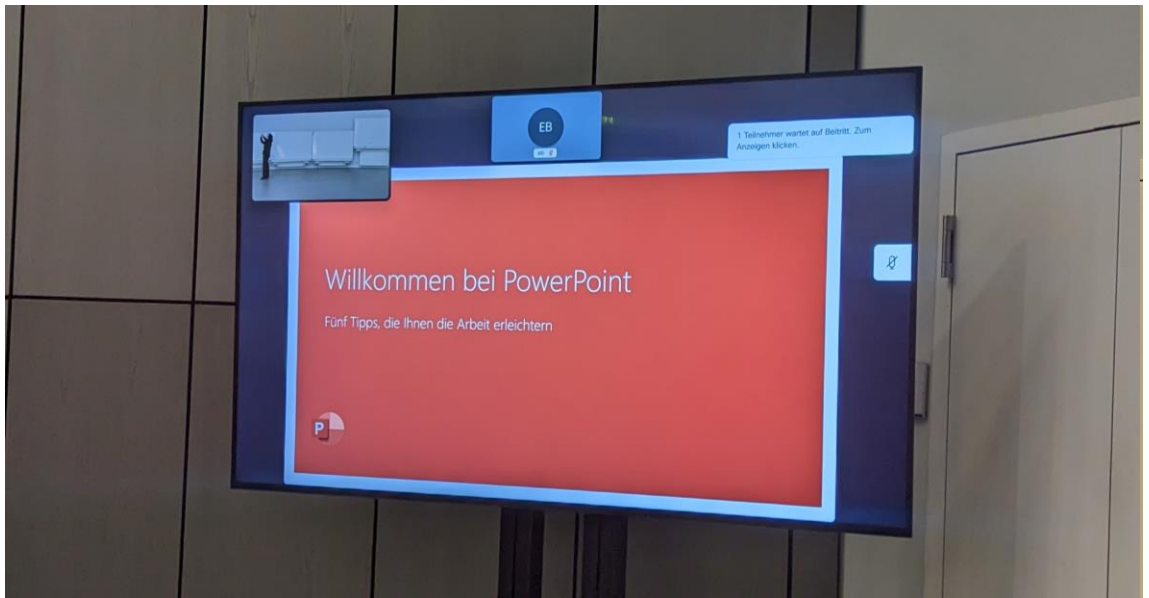 EB
1 Teilnehmer wartet auf Beitritt. Zum
Anzeigen klicken.
Willkommen bei PowerPoint
Fünf Tipps, die Ihnen die Arbeit erleichtern
P